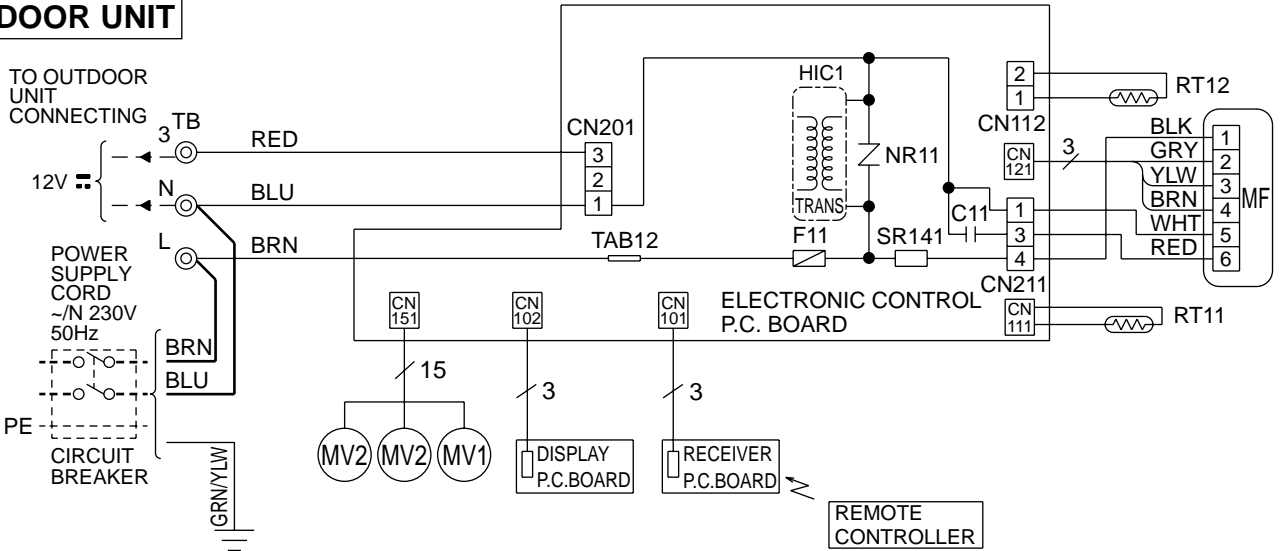 DOOR UNIT
TO OUTDOOR
UNIT
CONNECTING
12V
3
TB
N
L
RED
BLU
BRN
POWER
SUPPLY
CORD
~/N 230V
50Hz
BRN
BLU
PE
CIRCUIT
BREAKER
GRN/YLW
CN201
3
2
1
TAB12
HIC1
TRANS
NR11
F11
SR141
C11
ELECTRONIC CONTROL
P.C. BOARD
2
1
CN112
RT12
CN
121
3
1
3
4
CN211
CN
111
RT11
BLK
GRY
YLW
BRN
WHT
RED
1
2
3
4
5
6
MF
CN
151
15
MV2
MV2
MV1
CN
102
3
DISPLAY
P.C.BOARD
CN
101
3
RECEIVER
P.C.BOARD
REMOTE
CONTROLLER